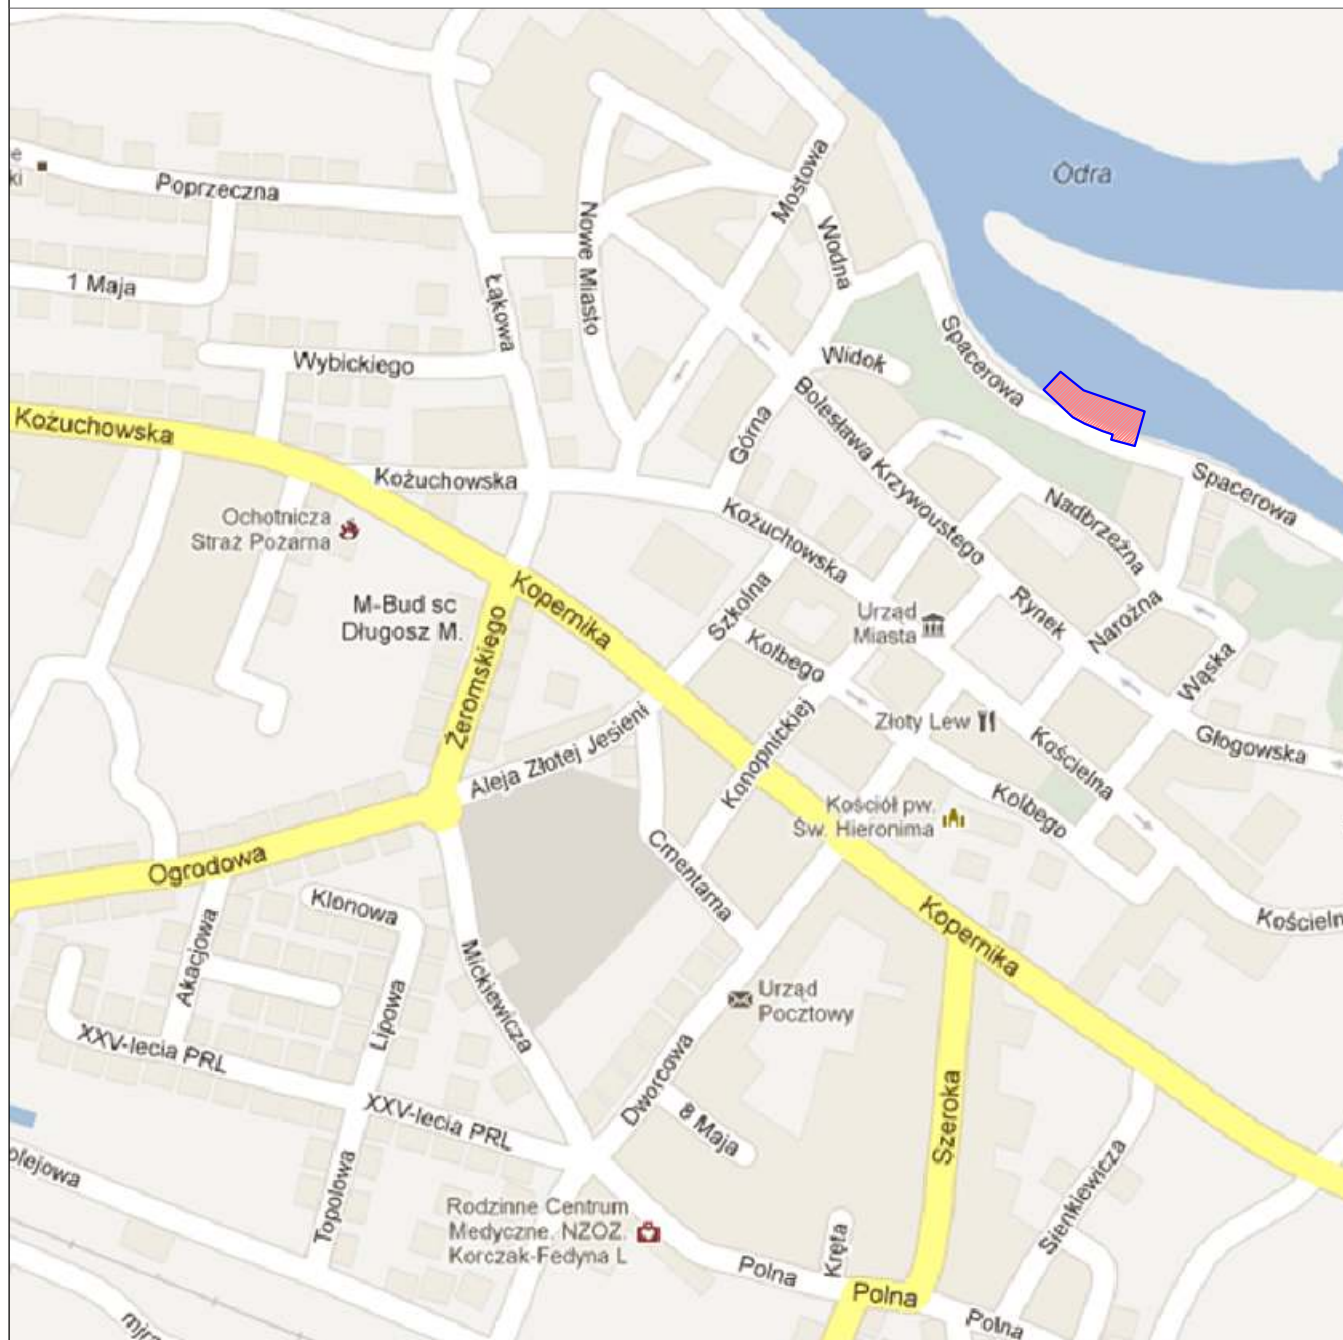 Odra
Mostowa
e
ki
Poprzeczna
Nowe Miasto
Wodna
1 Maja
Łąkowa
Spacerowa
Wybickiego
Widok
Bolesława Krzywoustego
Kożuchowska
Górna
Kożuchowska
Spacerowa
Nadbrzeżna
Ochotnicza
Straż Pożarna
Kożuchowska
M-Bud sc
Długosz M.
Kopernika
Szkolna
Urząd
Miasta
Rynek
Narożna
Żeromskiego
Kolbego
Wąska
Złoty Lew
Konopnickiej
Aleja Złotej Jesieni
Kościelna
Głogowska
Kolbego
Kościół pw.
Św. Hieronima
Ogrodowa
Cmentarna
Klonowa
Kopernika
Kościeln
Akacjowa
Mickiewicza
Lipowa
Urząd
Pocztowy
XXV-lecia PRL
Dworcowa
XXV-lecia PRL
8 Maja
Szeroka
olejowa
Topolowa
Sienkiewicza
Rodzinne Centrum
Medyczne. NZOZ.
Korczak-Fedyna L
Kręta
Polna
Polna
Polna